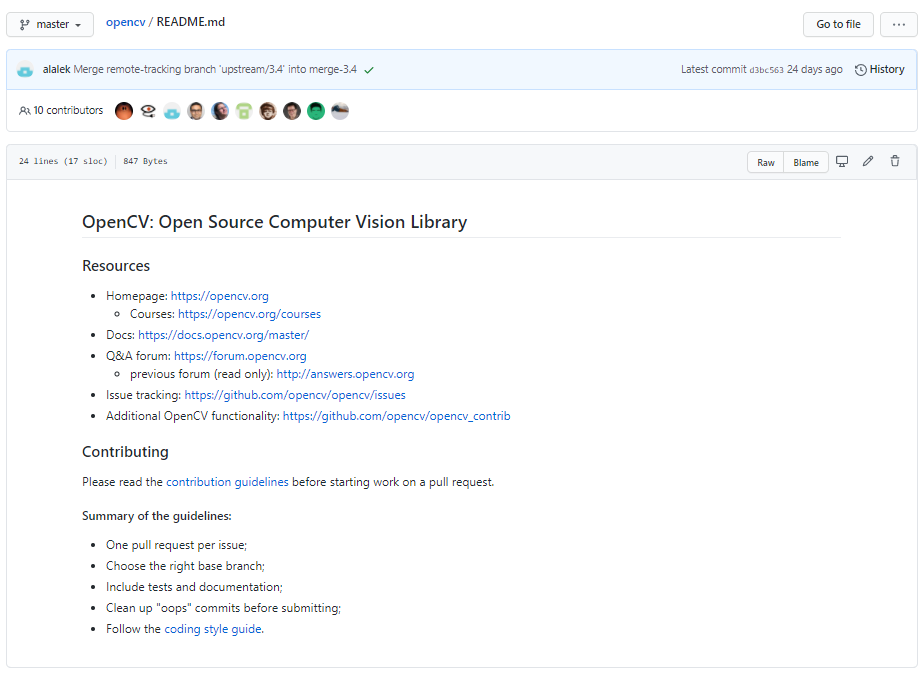 master opencv / README.md Go to file ...
alalek Merge remote-tracking branch 'upstream/3.4' into merge-3.4 Latest commit d3bc563 24 days ago History
10 contributors
24 lines (17 sloc) 847 Bytes Raw Blame
OpenCV: Open Source Computer Vision Library
Resources
• Homepage: https://opencv.org
◦ Courses: https://opencv.org/courses
• Docs: https://docs.opencv.org/master/
• Q&A forum: https://forum.opencv.org
◦ previous forum (read only): http://answers.opencv.org
• Issue tracking: https://github.com/opencv/opencv/issues
• Additional OpenCV functionality: https://github.com/opencv/opencv_contrib
Contributing
Please read the contribution guidelines before starting work on a pull request.
Summary of the guidelines:
• One pull request per issue;
• Choose the right base branch;
• Include tests and documentation;
• Clean up "oops" commits before submitting;
• Follow the coding style guide.